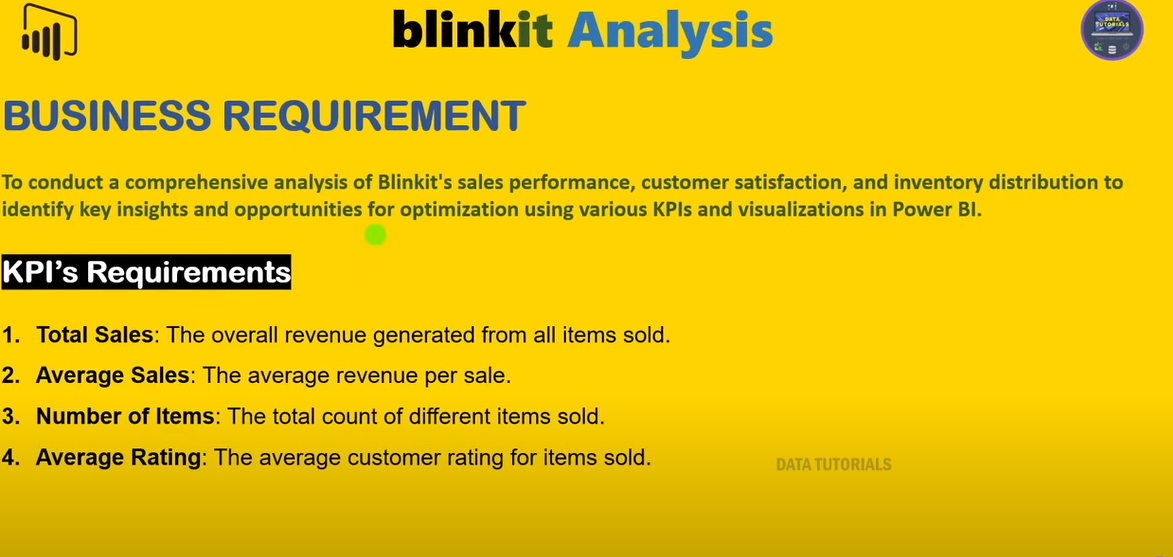 blinkit Analysis
DATA TUTORIALS
BUSINESS REQUIREMENT
To conduct a comprehensive analysis of Blinkit's sales performance, customer satisfaction, and inventory distribution to
identify key insights and opportunities for optimization using various KPIs and visualizations in Power BI.
KPI’s Requirements
1. Total Sales: The overall revenue generated from all items sold.
2. Average Sales: The average revenue per sale.
3. Number of Items: The total count of different items sold.
4. Average Rating: The average customer rating for items sold.
DATA TUTORIALS